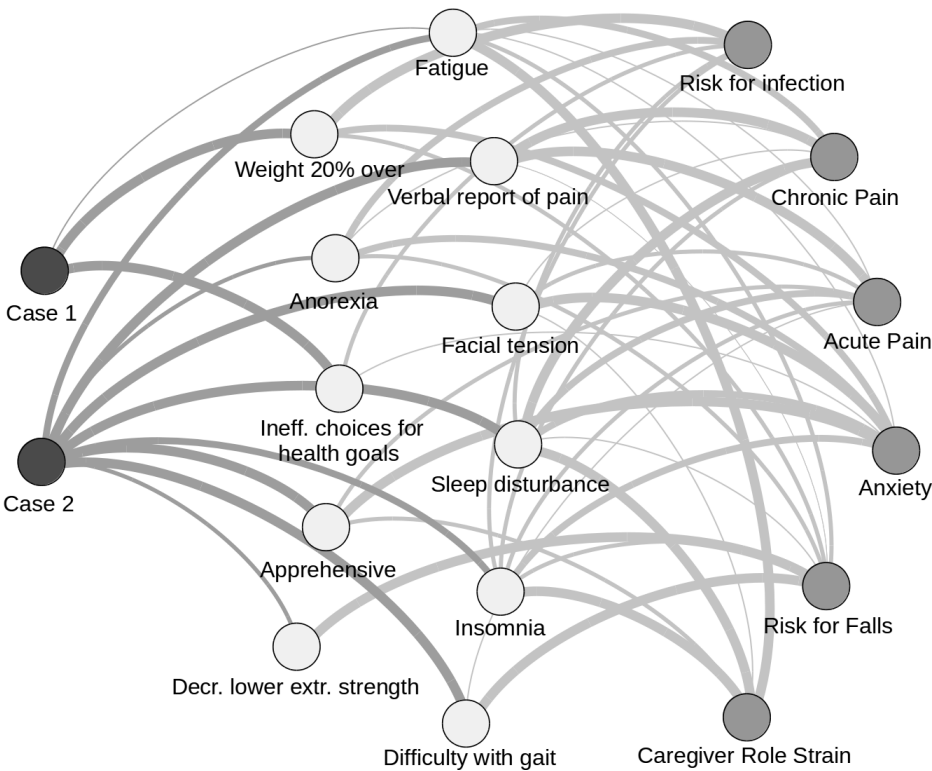 Fatigue
Risk for infection
Weight 20% over
Verbal report of pain
Chronic Pain
Case 1
Anorexia
Facial tension
Acute Pain
Ineff. choices for
health goals
Case 2
Sleep disturbance
Anxiety
Apprehensive
Insomnia
Risk for Falls
Decr. lower extr. strength
Difficulty with gait
Caregiver Role Strain